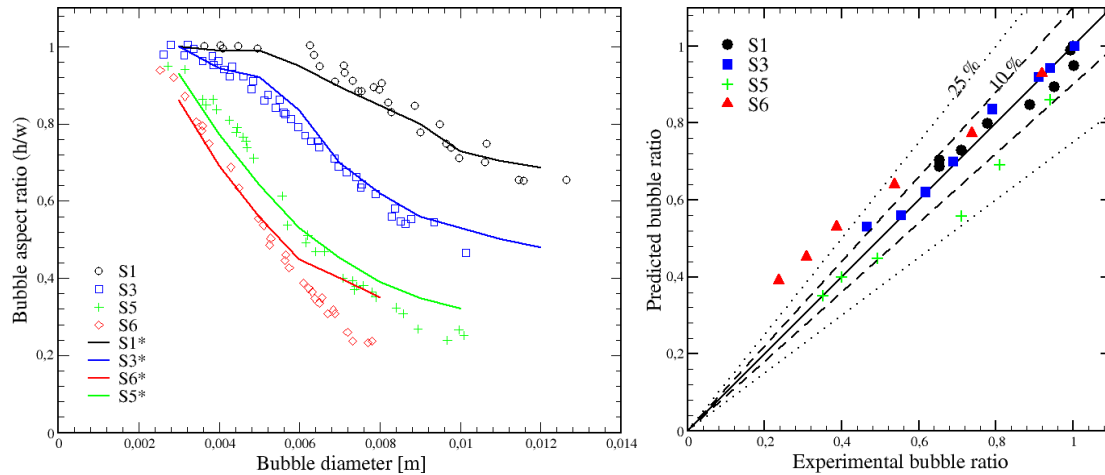 Bubble aspect ratio (h/w)
1
0,8
0,6
0,4
0,2
0
S1
S3
S5
S6
S1*
S3*
S6*
S5*
0
0,002
0,004
0,006
0,008
0,01
0,012
0,014
Bubble diameter [m]
Predicted bubble ratio
1
0,8
0,6
0,4
0,2
0
S1
S3
S5
S6
25 %
10 %
0
0,2
0,4
0,6
0,8
1
Experimental bubble ratio